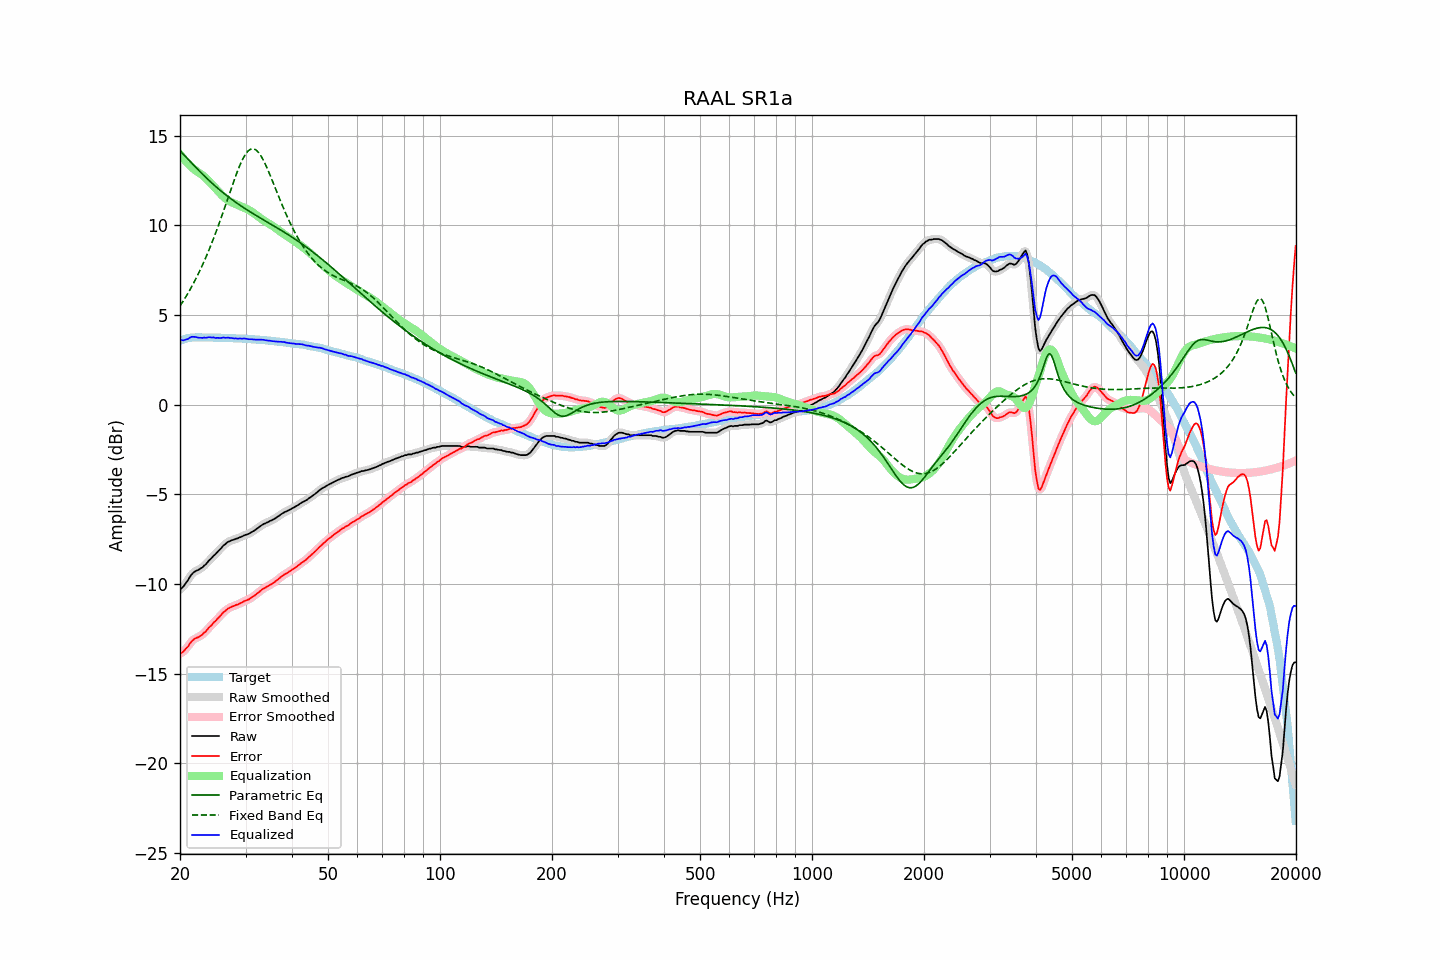 RAAL SR1a
15
10
5
0
−5
−10
−15
−20
−25
Amplitude (dBr)
Target
Raw Smoothed
Error Smoothed
Raw
Error
Equalization
Parametric Eq
Fixed Band Eq
Equalized
20 50 100 200 500 1000 2000 5000 10000 20000
Frequency (Hz)